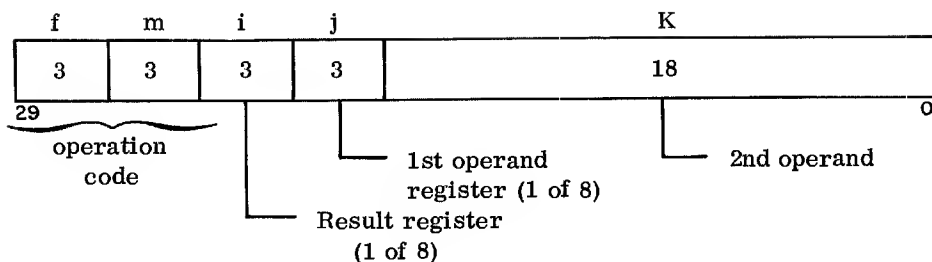 f m i j K
3 3 3 3 18
29 0
operation
code
1st operand
register (1 of 8)
2nd operand
Result register
(1 of 8)